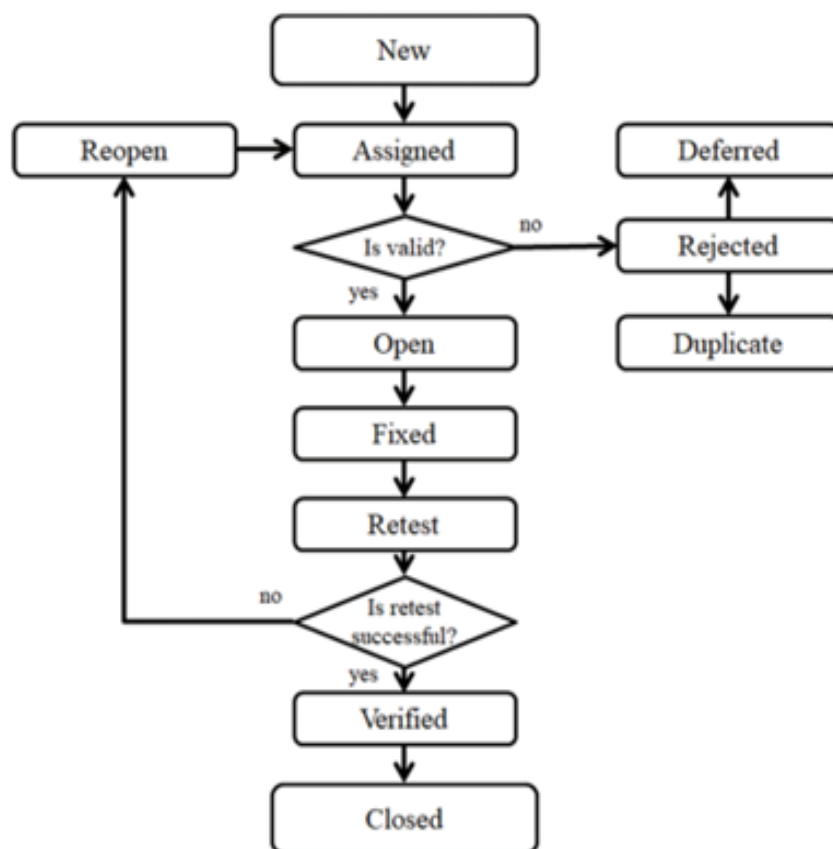 New
Reopen
Assigned
Deferred
no
Is valid?
Rejected
yes
Open
Duplicate
Fixed
Retest
no
Is retest
successful?
yes
Verified
Closed